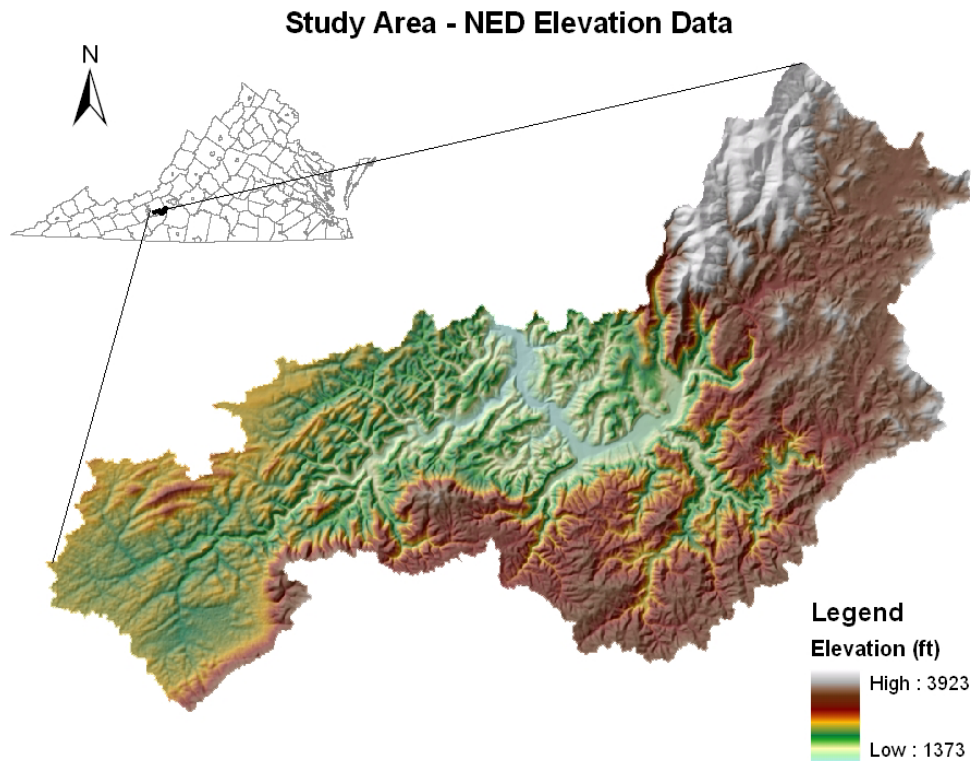 Study Area - NED Elevation Data
N
Legend
Elevation (ft)
High : 3923
Low : 1373